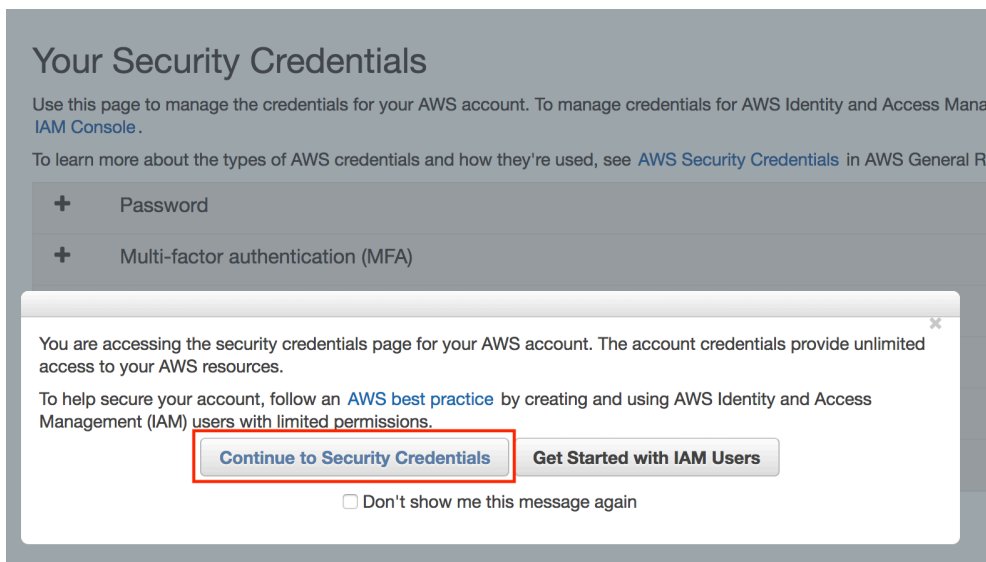 Your Security Credentials
Use this page to manage the credentials for your AWS account. To manage credentials for AWS Identity and Access
IAM Console.
To learn more about the types of AWS credentials and how they're used, see AWS Security Credentials in AWS General
+ Password
+ Multi-factor authentication (MFA)
You are accessing the security credentials page for your AWS account. The account credentials provide unlimited
access to your AWS resources.
To help secure your account, follow an AWS best practice by creating and using AWS Identity and Access
Management (IAM) users with limited permissions.
Continue to Security Credentials Get Started with IAM Users
Don't show me this message again